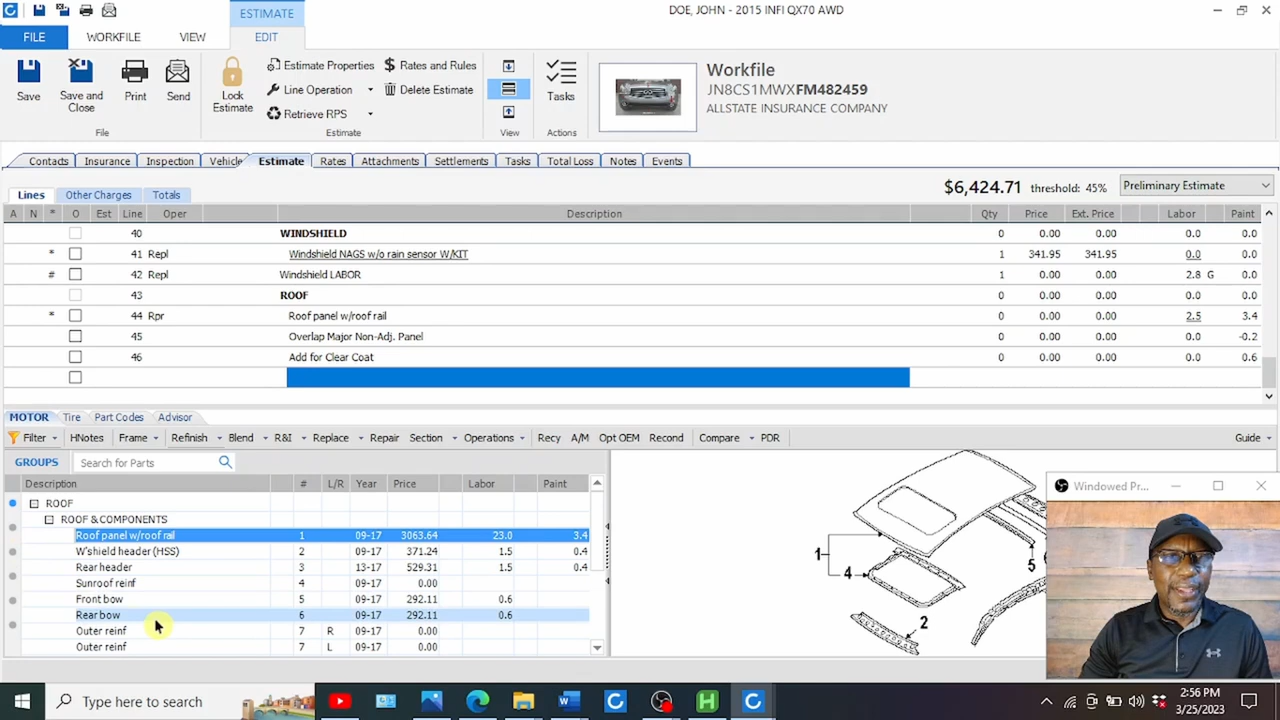 ESTIMATE
DOE, JOHN - 2015 INFI QX70 AWD
FILE WORKFILE VIEW EDIT
Save
Save and Close
Print
Send
File
Lock Estimate
Estimate Properties
Line Operation
Retrieve RPS
Rates and Rules
Delete Estimate
Estimate
View
Tasks
Actions
Workfile
JN8CS1MWXFM482459
ALLSTATE INSURANCE COMPANY
Contacts Insurance Inspection Vehicle Estimate Rates Attachments Settlements Tasks Total Loss Notes Events
Lines Other Charges Totals $6,424.71 threshold: 45% Preliminary Estimate
A N * O Est Line Oper Description Qty Price Ext. Price Labor Paint
40 WINDSHIELD 0 0.00 0.00 0.0 0.0
* 41 Repl Windshield NAGS w/o rain sensor W/KIT 1 341.95 341.95 0.0 0.0
# 42 Repl Windshield LABOR 1 0.00 0.00 2.8 G 0.0
43 ROOF 0 0.00 0.00 0.0 0.0
* 44 Rpr Roof panel w/roof rail 0 0.00 0.00 2.5 3.4
45 Overlap Major Non-Adj. Panel 0 0.00 0.00 0.0 -0.2
46 Add for Clear Coat 0 0.00 0.00 0.0 0.6
MOTOR Tire Part Codes Advisor
Filter HNotes Frame Refinish Blend R&I Replace Repair Section Operations Recy A/M Opt OEM Recond Compare PDR Guide
GROUPS Search for Parts
Description # L/R Year Price Labor Paint
ROOF
ROOF & COMPONENTS
Roof panel w/roof rail 1 09-17 3063.64 23.0 3.4
W'shield header (HSS) 2 09-17 371.24 1.5 0.4
Rear header 3 13-17 529.31 1.5 0.4
Sunroof reinf 4 09-17 0.00
Front bow 5 09-17 292.11 0.6
Rear bow 6 09-17 292.11 0.6
Outer reinf 7 R 09-17 0.00
Outer reinf 7 L 09-17 0.00
1
4
2
5
Windowed Pr...
Type here to search
2:56 PM
3/25/2023